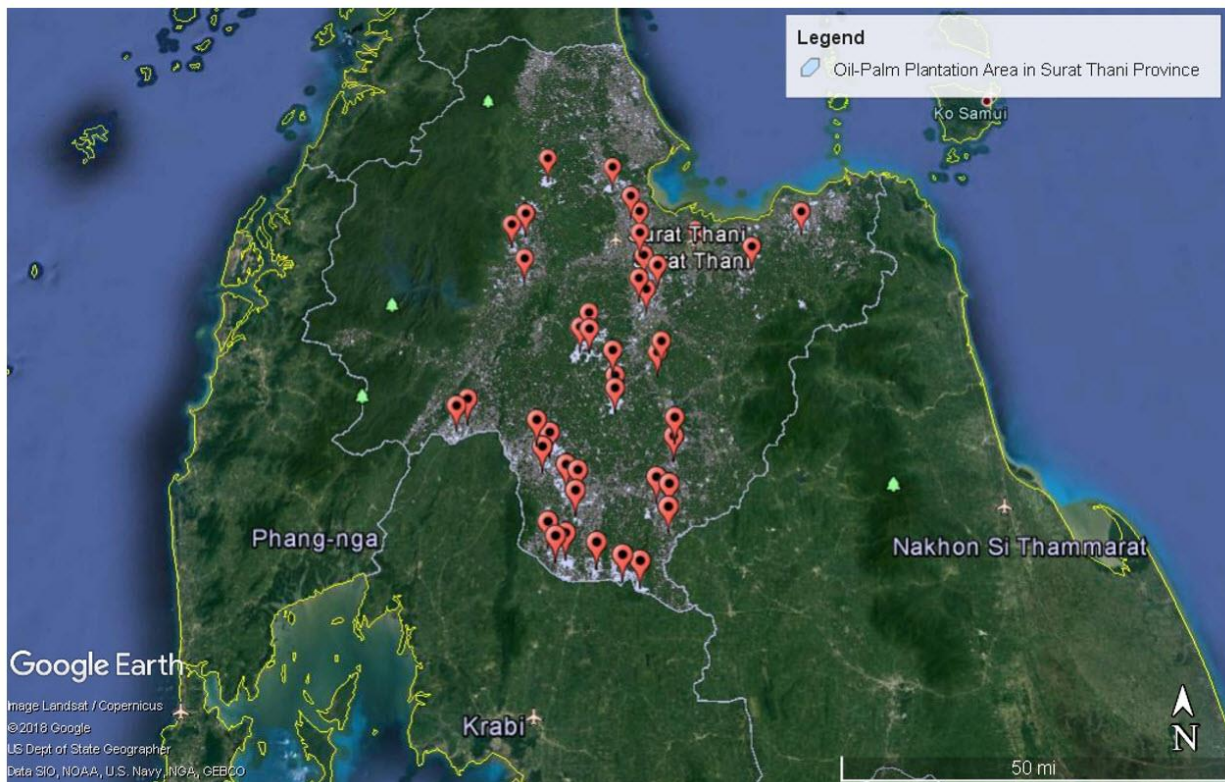 Legend
Oil-Palm Plantation Area in Surat Thani Province
Ko Samui
Surat Thani
Surat Thani
Phang-nga
Nakhon Si Thammarat
Krabi
Google Earth
Image Landsat / Copernicus
©2018 Google
US Dept of State Geographer
Data SIO, NOAA, U.S. Navy, NGA, GEBCO
N
50 mi